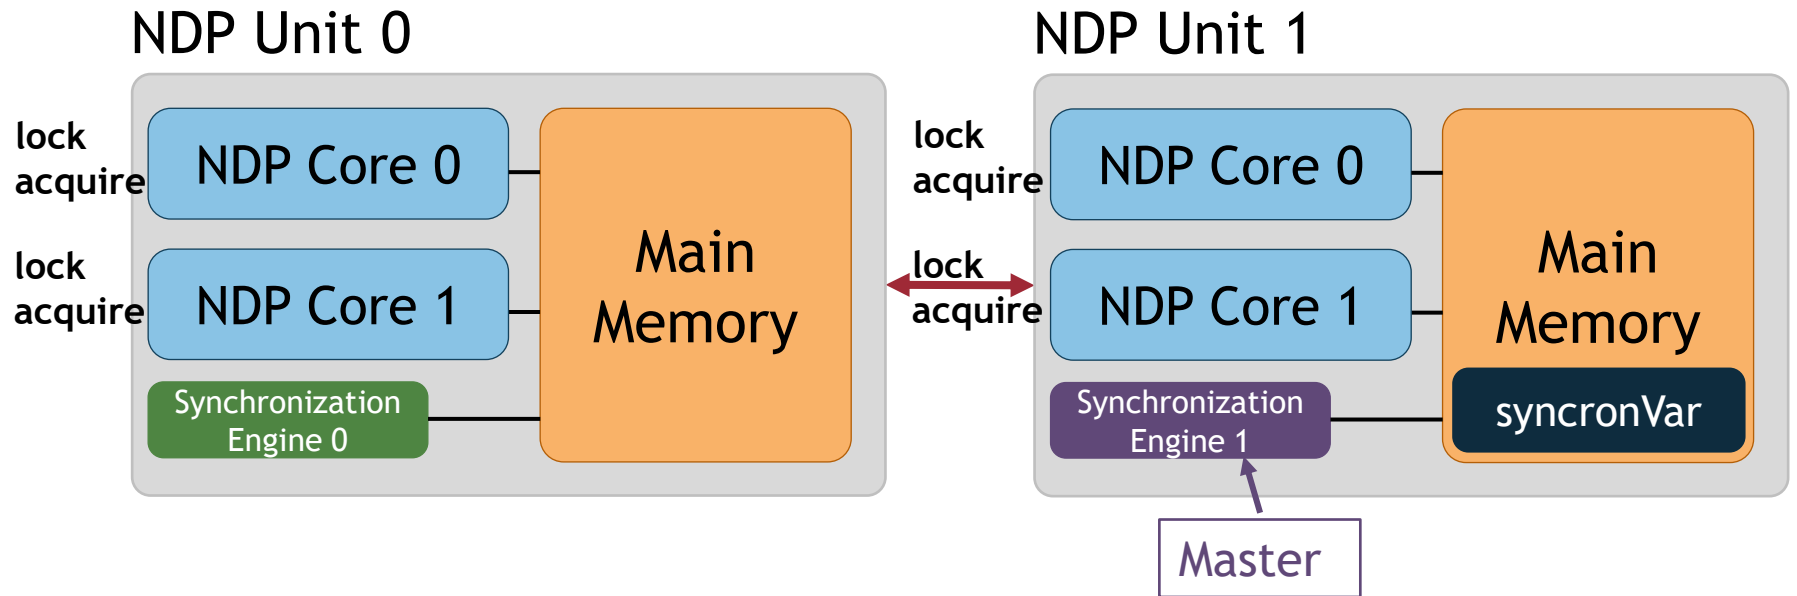 NDP Unit 0
lock
acquire
NDP Core 0
lock
acquire
NDP Core 1
Main
Memory
Synchronization
Engine 0
NDP Unit 1
lock
acquire
NDP Core 0
lock
acquire
NDP Core 1
Main
Memory
Synchronization
Engine 1
syncronVar
Master